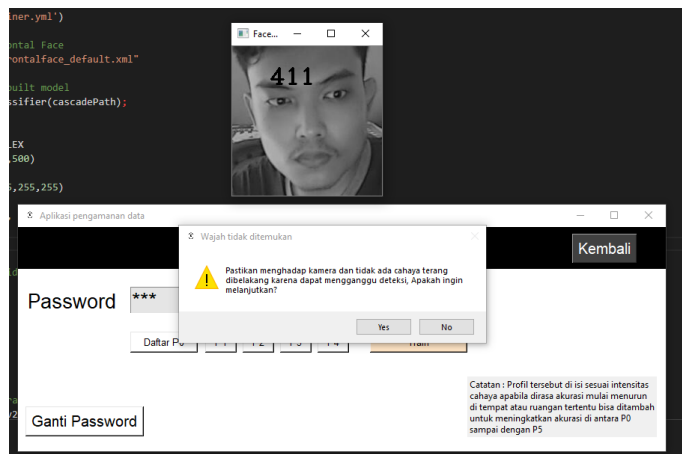 iner.yml')
ontal Face
rontalface_default.xml"
built model
ssifier(cascadePath);
LEX
,500)
5,255,255)
Face...
411
Aplikasi pengamanan data
Kembali
Wajah tidak ditemukan
Pastikan menghadap kamera dan tidak ada cahaya terang
dibelakang karena dapat mengganggu deteksi, Apakah ingin
melanjutkan?
Yes No
Password ***
Daftar P0
Train
Catatan : Profil tersebut di isi sesuai intensitas
cahaya apabila dirasa akurasi mulai menurun
di tempat atau ruangan tertentu bisa ditambah
untuk meningkatkan akurasi di antara P0
sampai dengan P5
Ganti Password